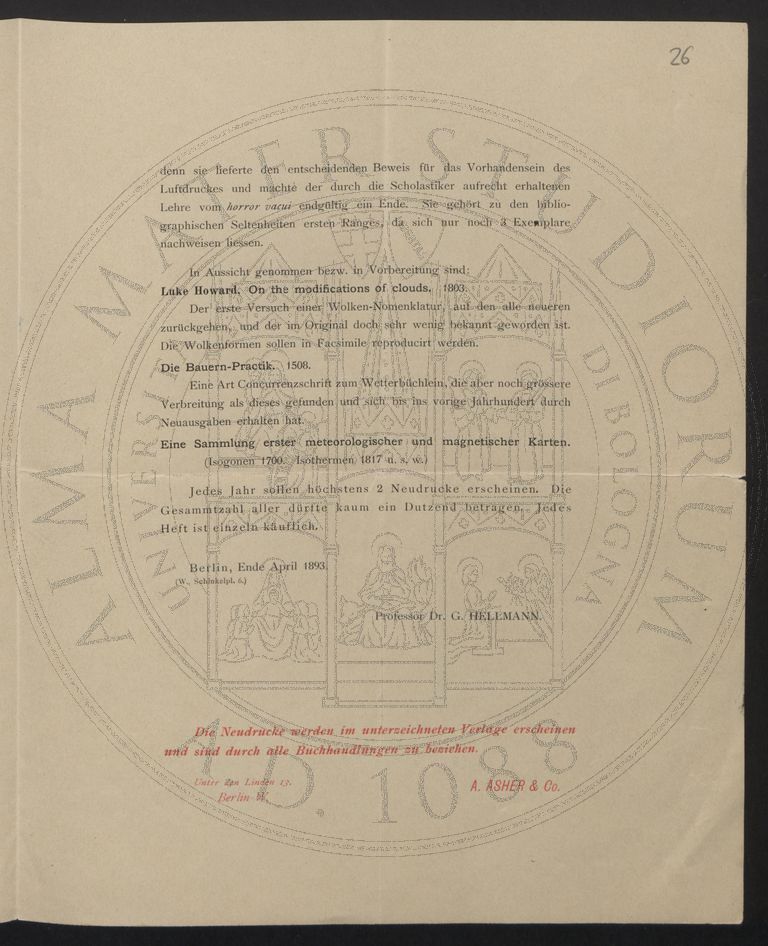 26
denn sie lieferte den entscheidenden Beweis für das Vorhandensein des
Luftdruckes und machte der durch die Scholastiker aufrecht erhaltenen
Lehre vom horror vacui endgültig ein Ende. Sie gehört zu den biblio-
graphischen Seltenheiten ersten Ranges, da sich nur noch 3 Exemplare
nachweisen liessen.
In Aussicht genommen bezw. in Vorbereitung sind:
Luke Howard, On the modifications of clouds. 1803.
Der erste Versuch einer Wolken-Nomenklatur, auf den alle neueren
zurückgehen, und der im Original doch sehr wenig bekannt geworden ist.
Die Wolkenformen sollen in Facsimile reproducirt werden.
Die Bauern-Practik. 1508.
Eine Art Concurrenzschrift zum Wetterbüchlein, die aber noch grössere
Verbreitung als dieses gefunden und sich bis ins vorige Jahrhundert durch
Neuausgaben erhalten hat.
Eine Sammlung erster meteorologischer und magnetischer Karten.
(Isogonen 1700, Isothermen 1817 u. s. w.)
Jedes Jahr sollen höchstens 2 Neudrucke erscheinen. Die
Gesammtzahl aller dürfte kaum ein Dutzend betragen. Jedes
Heft ist einzeln käuflich.
Berlin, Ende April 1893.
(W., Schinkelpl. 6.)
Professor Dr. G. HELLMANN.
Die Neudrucke werden im unterzeichneten Verlage erscheinen
und sind durch alle Buchhandlungen zu beziehen.
Unter den Linden 13.
Berlin W.
A. ASHER & Co.
ALMA MATER STUDIORUM
UNIVERSITÀ DI BOLOGNA
A.D. 1088